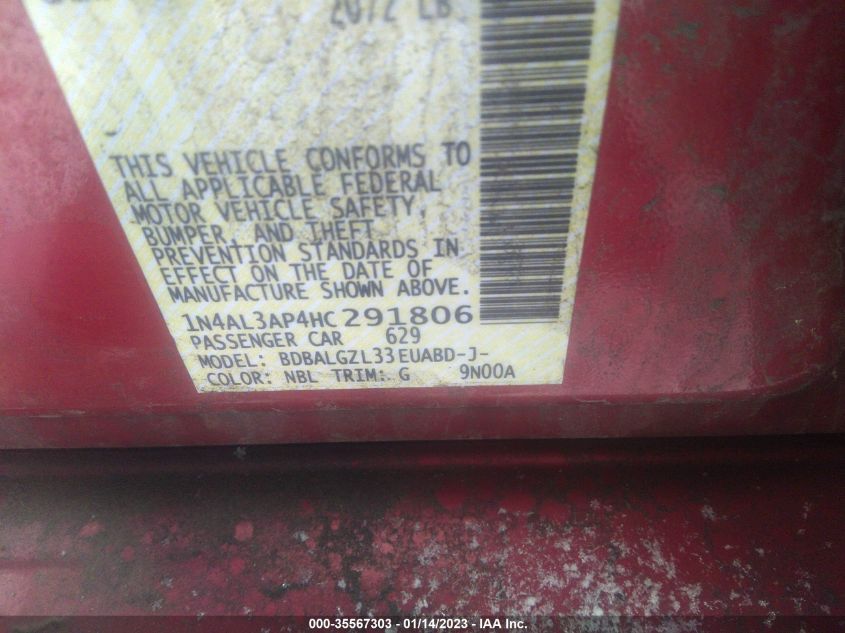 2072 LB
THIS VEHICLE CONFORMS TO
ALL APPLICABLE FEDERAL
MOTOR VEHICLE SAFETY,
BUMPER, AND THEFT
PREVENTION STANDARDS IN
EFFECT ON THE DATE OF
MANUFACTURE SHOWN ABOVE.
1N4AL3AP4HC291806
PASSENGER CAR 629
MODEL: BDBALGZL33EUABD-J-
COLOR: NBL TRIM: G 9N00A
000-35567303 - 01/14/2023 - IAA Inc.